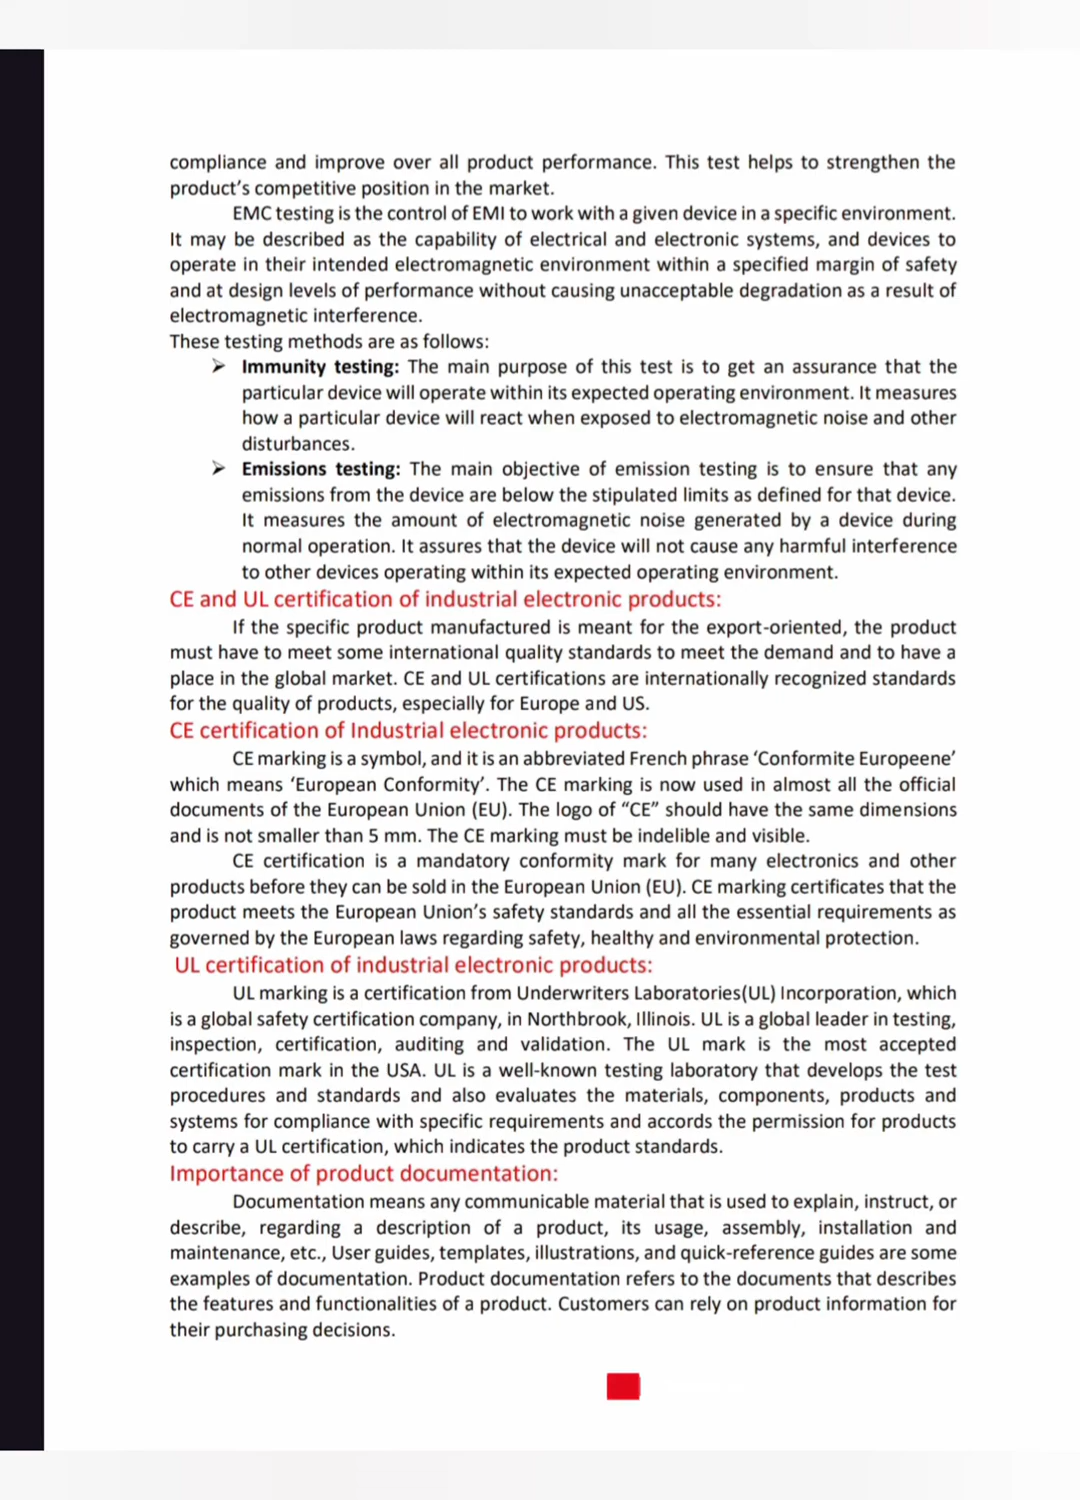 compliance and improve over all product performance. This test helps to strengthen the
product's competitive position in the market.
EMC testing is the control of EMI to work with a given device in a specific environment.
It may be described as the capability of electrical and electronic systems, and devices to
operate in their intended electromagnetic environment within a specified margin of safety
and at design levels of performance without causing unacceptable degradation as a result of
electromagnetic interference.
These testing methods are as follows:
➢ Immunity testing: The main purpose of this test is to get an assurance that the
particular device will operate within its expected operating environment. It measures
how a particular device will react when exposed to electromagnetic noise and other
disturbances.
➢ Emissions testing: The main objective of emission testing is to ensure that any
emissions from the device are below the stipulated limits as defined for that device.
It measures the amount of electromagnetic noise generated by a device during
normal operation. It assures that the device will not cause any harmful interference
to other devices operating within its expected operating environment.
CE and UL certification of industrial electronic products:
If the specific product manufactured is meant for the export-oriented, the product
must have to meet some international quality standards to meet the demand and to have a
place in the global market. CE and UL certifications are internationally recognized standards
for the quality of products, especially for Europe and US.
CE certification of Industrial electronic products:
CE marking is a symbol, and it is an abbreviated French phrase ‘Conformite Europeene’
which means ‘European Conformity’. The CE marking is now used in almost all the official
documents of the European Union (EU). The logo of “CE” should have the same dimensions
and is not smaller than 5 mm. The CE marking must be indelible and visible.
CE certification is a mandatory conformity mark for many electronics and other
products before they can be sold in the European Union (EU). CE marking certificates that the
product meets the European Union's safety standards and all the essential requirements as
governed by the European laws regarding safety, healthy and environmental protection.
UL certification of industrial electronic products:
UL marking is a certification from Underwriters Laboratories(UL) Incorporation, which
is a global safety certification company, in Northbrook, Illinois. UL is a global leader in testing,
inspection, certification, auditing and validation. The UL mark is the most accepted
certification mark in the USA. UL is a well-known testing laboratory that develops the test
procedures and standards and also evaluates the materials, components, products and
systems for compliance with specific requirements and accords the permission for products
to carry a UL certification, which indicates the product standards.
Importance of product documentation:
Documentation means any communicable material that is used to explain, instruct, or
describe, regarding a description of a product, its usage, assembly, installation and
maintenance, etc., User guides, templates, illustrations, and quick-reference guides are some
examples of documentation. Product documentation refers to the documents that describes
the features and functionalities of a product. Customers can rely on product information for
their purchasing decisions.